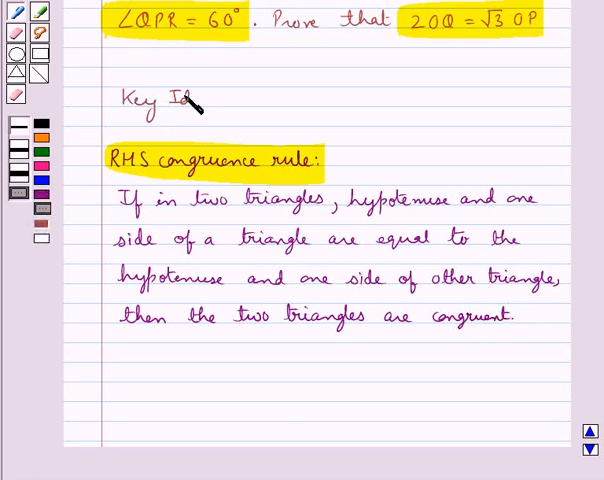 ∠QPR = 60°. Prove that 2OQ = √3 OP
Key Id
RHS congruence rule:
If in two triangles, hypotenuse and one
side of a triangle are equal to the
hypotenuse and one side of other triangle,
then the two triangles are congruent.